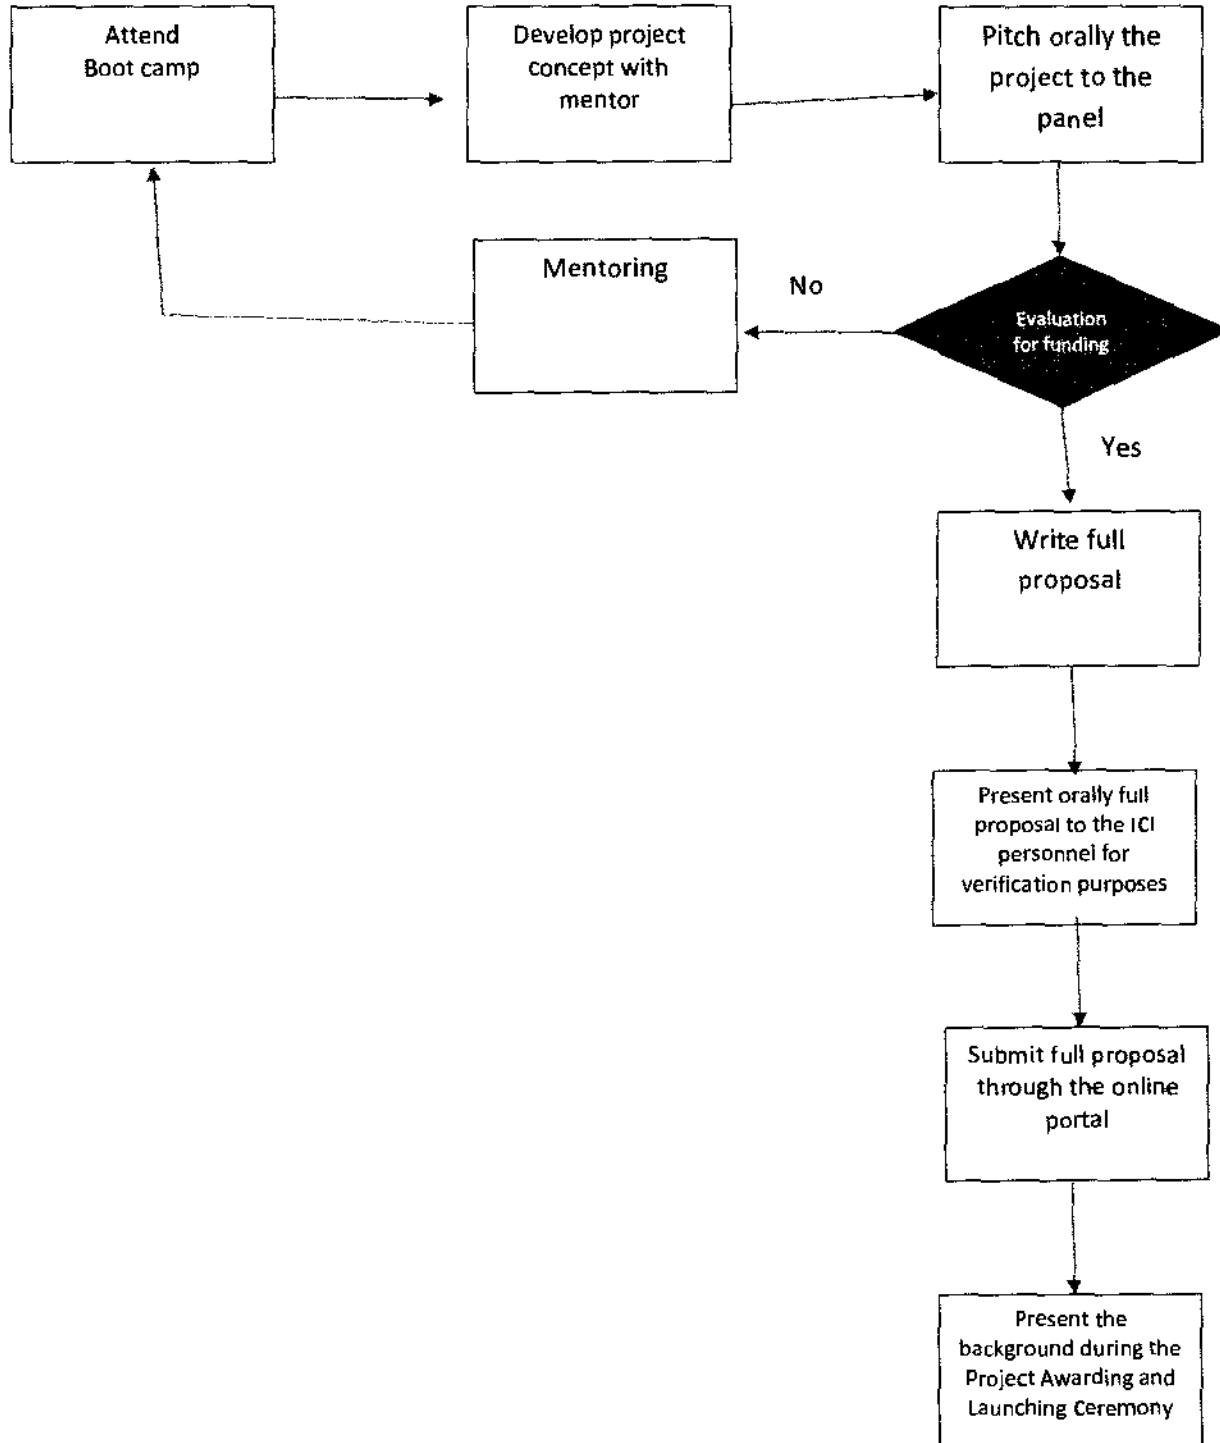 Attend
Boot camp
Develop project
concept with
mentor
Pitch orally the
project to the
panel
Mentoring
No
Evaluation
for funding
Yes
Write full
proposal
Present orally full
proposal to the ICI
personnel for
verification purposes
Submit full proposal
through the online
portal
Present the
background during the
Project Awarding and
Launching Ceremony